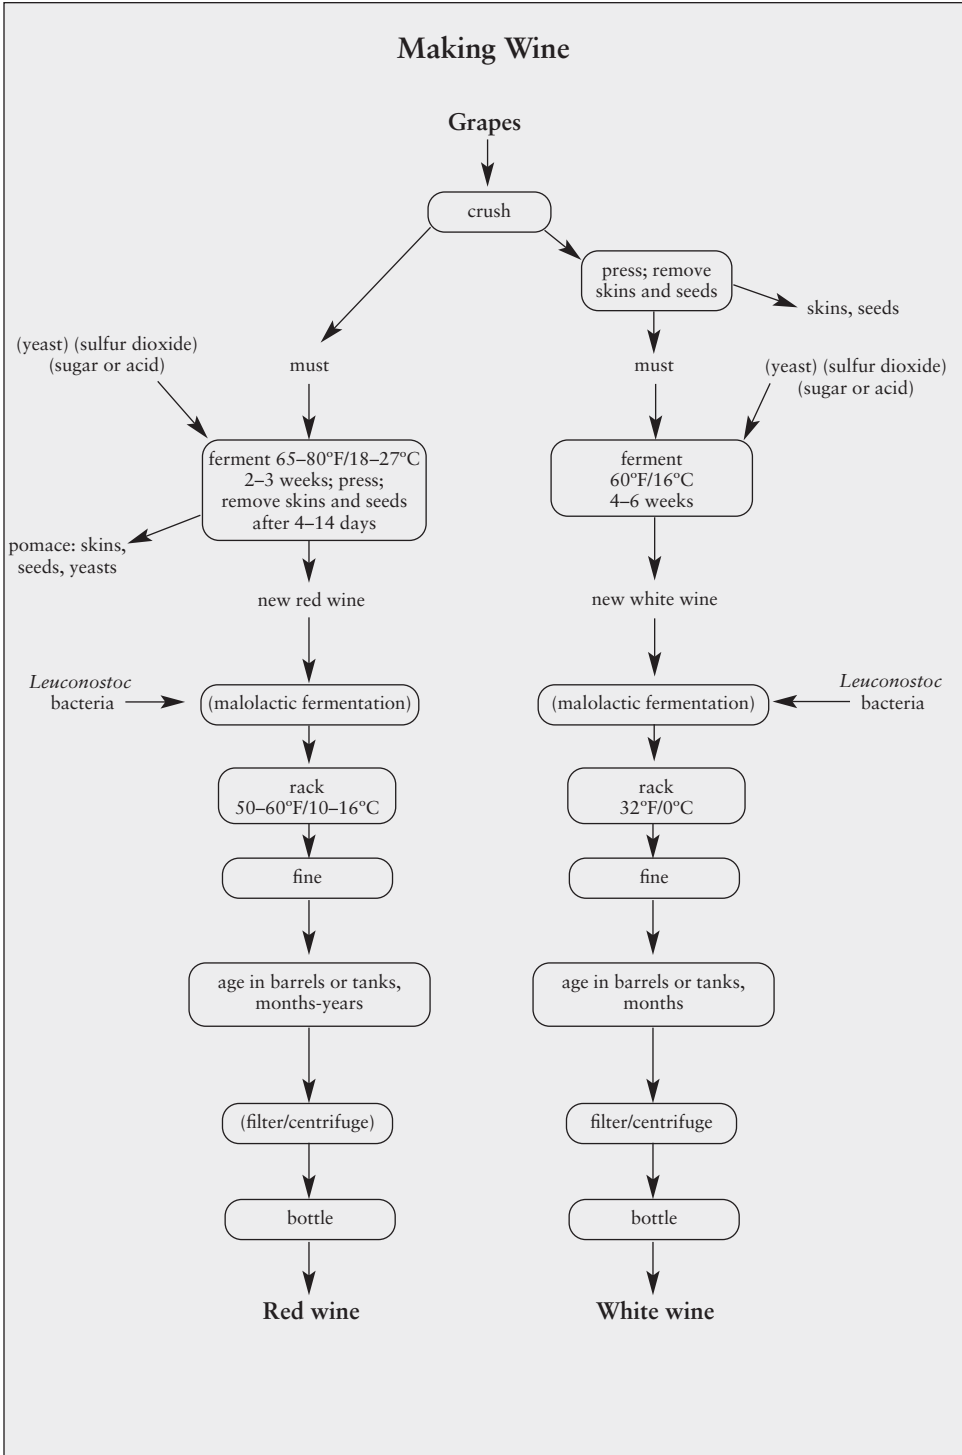 Making Wine
Grapes
crush
press; remove
skins and seeds
skins, seeds
(yeast) (sulfur dioxide)
(sugar or acid)
must
must
(yeast) (sulfur dioxide)
(sugar or acid)
ferment 65–80ºF/18–27ºC
2–3 weeks; press;
remove skins and seeds
after 4–14 days
ferment
60ºF/16ºC
4–6 weeks
pomace: skins,
seeds, yeasts
new red wine
new white wine
Leuconostoc
bacteria
(malolactic fermentation)
(malolactic fermentation)
Leuconostoc
bacteria
rack
50–60ºF/10–16ºC
rack
32ºF/0ºC
fine
fine
age in barrels or tanks,
months-years
age in barrels or tanks,
months
(filter/centrifuge)
filter/centrifuge
bottle
bottle
Red wine
White wine